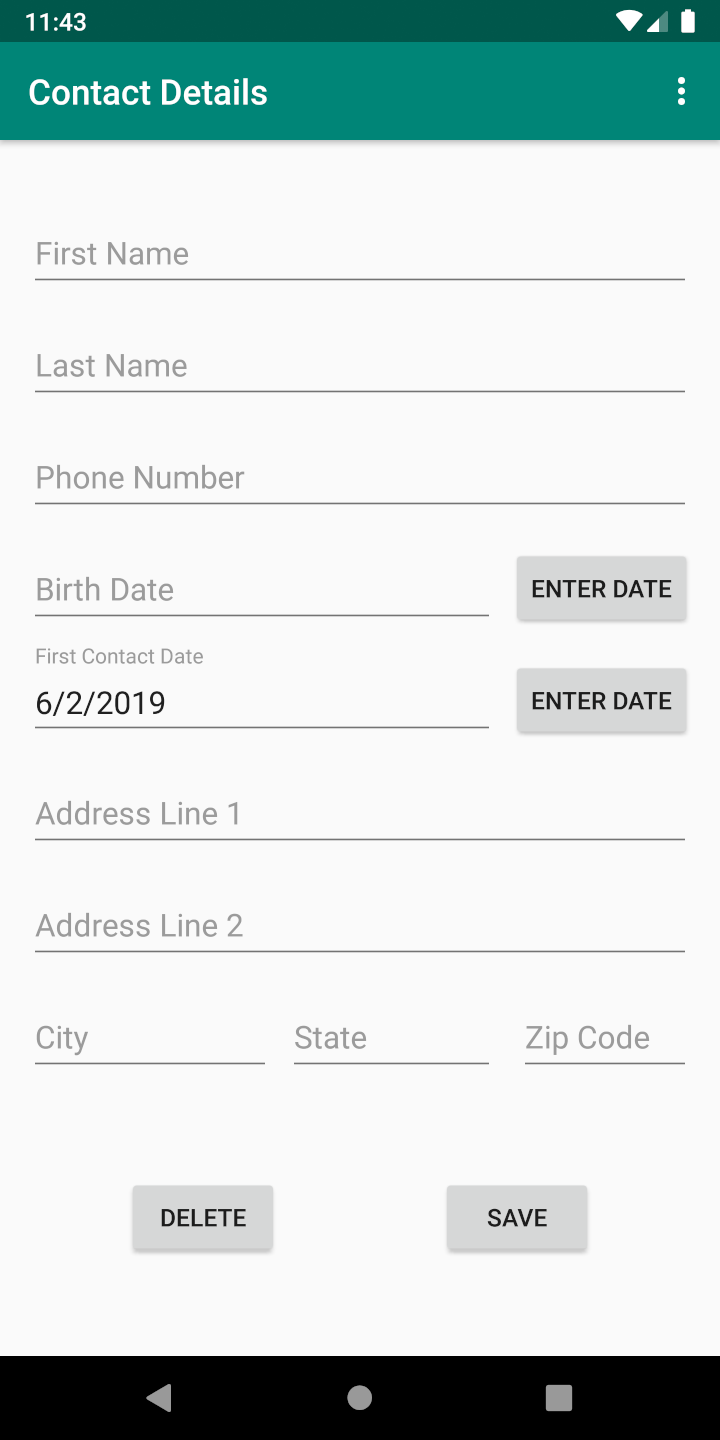 11:43
Contact Details
First Name
Last Name
Phone Number
Birth Date ENTER DATE
First Contact Date
6/2/2019 ENTER DATE
Address Line 1
Address Line 2
City State Zip Code
DELETE SAVE